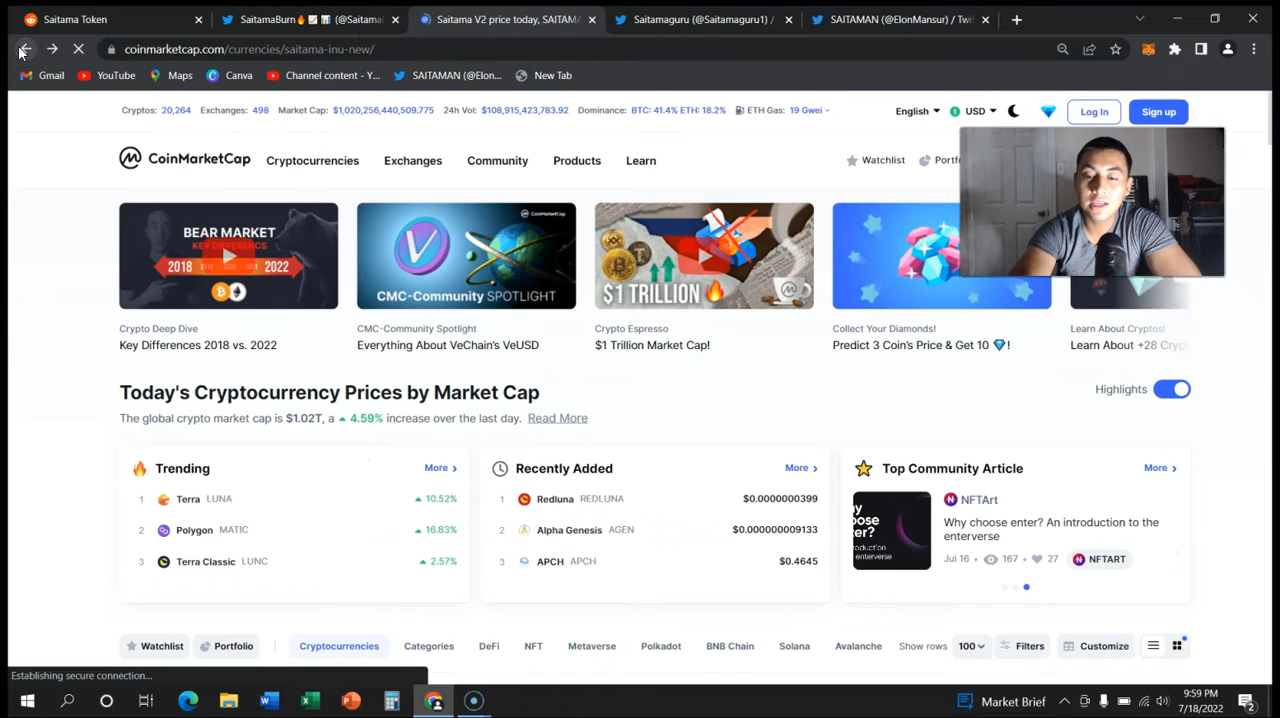 Saitama Token
SaitamaBurn🔥📈📊 (@Saitamal
Saitama V2 price today, SAITAMA
Saitamaguru (@Saitamaguru1) /
SAITAMAN (@ElonMansur) / Twit
coinmarketcap.com/currencies/saitama-inu-new/
Gmail
YouTube
Maps
Canva
Channel content - Y...
SAITAMAN (@Elon...
New Tab
Cryptos: 20,264 Exchanges: 498 Market Cap: $1,020,256,440,509.775 24h Vol: $108,915,423,783.92 Dominance: BTC: 41.4% ETH: 18.2% ETH Gas: 19 Gwei
English
USD
Log In
Sign up
CoinMarketCap
Cryptocurrencies
Exchanges
Community
Products
Learn
Watchlist
Portfo
BEAR MARKET
KEY DIFFERENCES
2018 vs 2022
CoinMarketCap
CMC-Community SPOTLIGHT
$1 TRILLION
Crypto Deep Dive
Key Differences 2018 vs. 2022
CMC-Community Spotlight
Everything About VeChain's VeUSD
Crypto Espresso
$1 Trillion Market Cap!
Collect Your Diamonds!
Predict 3 Coin's Price & Get 10 💎!
Learn About Cryptos!
Learn About +28 Cryp
Today's Cryptocurrency Prices by Market Cap
Highlights
The global crypto market cap is $1.02T, a 4.59% increase over the last day. Read More
Trending
More
1 Terra LUNA 10.52%
2 Polygon MATIC 16.83%
3 Terra Classic LUNC 2.57%
Recently Added
More
1 Redluna REDLUNA $0.0000000399
2 Alpha Genesis AGEN $0.000000009133
3 APCH APCH $0.4645
Top Community Article
More
NFTArt
Why choose enter? An introduction to the
enterverse
Jul 16 • 167 • 27
NFTART
Watchlist
Portfolio
Cryptocurrencies
Categories
DeFi
NFT
Metaverse
Polkadot
BNB Chain
Solana
Avalanche
Show rows
100
Filters
Customize
Establishing secure connection...
Market Brief
9:59 PM
7/18/2022
2